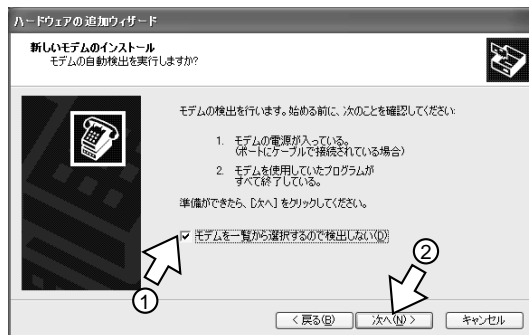 ハードウェアの追加ウィザード
新しいモデムのインストール
モデムの自動検出を実行しますか?
モデムの検出を行います。始める前に、次のことを確認してください:
1. モデムの電源が入っている。
(ポートにケーブルで接続されている場合)
2. モデムを使用していたプログラムが
すべて終了している。
準備ができたら、[次へ] をクリックしてください。
モデムを一覧から選択するので検出しない(D)
②
①
< 戻る(B)
次へ(N) >
キャンセル